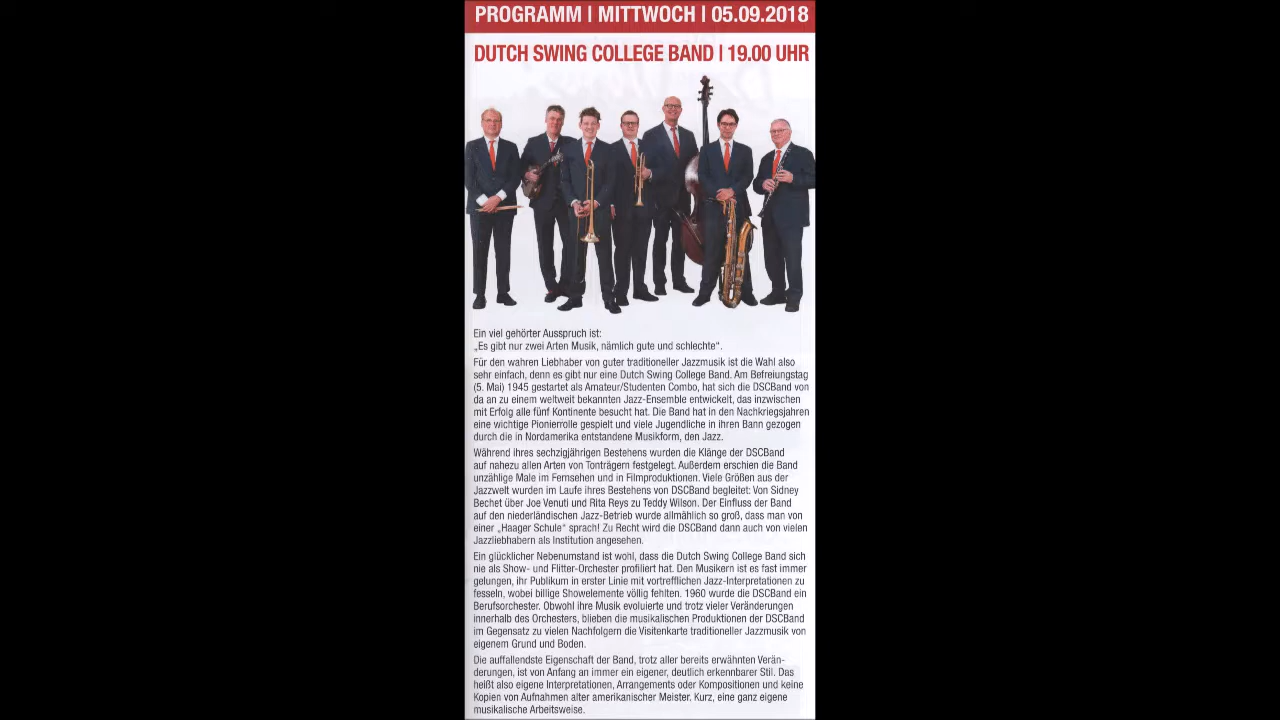 PROGRAMM | MITTWOCH | 05.09.2018
DUTCH SWING COLLEGE BAND | 19.00 UHR
Ein viel gehörter Ausspruch ist:
„Es gibt nur zwei Arten Musik, nämlich gute und schlechte“.
Für den wahren Liebhaber von guter traditioneller Jazzmusik ist die Wahl also
sehr einfach, denn es gibt nur eine Dutch Swing College Band. Am Befreiungstag
(5. Mai) 1945 gestartet als Amateur/Studenten Combo, hat sich die DSCBand von
da an zu einem weltweit bekannten Jazz-Ensemble entwickelt, das inzwischen
mit Erfolg alle fünf Kontinente besucht hat. Die Band hat in den Nachkriegsjahren
eine wichtige Pionierrolle gespielt und viele Jugendliche in ihren Bann gezogen
durch die in Nordamerika entstandene Musikform, den Jazz.
Während ihres sechzigjährigen Bestehens wurden die Klänge der DSCBand
auf nahezu allen Arten von Tonträgern festgelegt. Außerdem erschien die Band
unzählige Male im Fernsehen und in Filmproduktionen. Viele Größen aus der
Jazzwelt wurden im Laufe ihres Bestehens von DSCBand begleitet: Von Sidney
Bechet über Joe Venuti und Rita Reys zu Teddy Wilson. Der Einfluss der Band
auf den niederländischen Jazz-Betrieb wurde allmählich so groß, dass man von
einer „Haager Schule“ sprach! Zu Recht wird die DSCBand dann auch von vielen
Jazzliebhabern als Institution angesehen.
Ein glücklicher Nebenumstand ist wohl, dass die Dutch Swing College Band sich
nie als Show- und Flitter-Orchester profiliert hat. Den Musikern ist es fast immer
gelungen, ihr Publikum in erster Linie mit vortrefflichen Jazz-Interpretationen zu
fesseln, wobei billige Showelemente völlig fehlten. 1960 wurde die DSCBand ein
Berufsorchester. Obwohl ihre Musik evoluierte und trotz vieler Veränderungen
innerhalb des Orchesters, blieben die musikalischen Produktionen der DSCBand
im Gegensatz zu vielen Nachfolgern die Visitenkarte traditioneller Jazzmusik von
eigenem Grund und Boden.
Die auffallendste Eigenschaft der Band, trotz aller bereits erwähnten Verän-
derungen, ist von Anfang an immer ein eigener, deutlich erkennbarer Stil. Das
heißt also eigene Interpretationen, Arrangements oder Kompositionen und keine
Kopien von Aufnahmen alter amerikanischer Meister. Kurz, eine ganz eigene
musikalische Arbeitsweise.